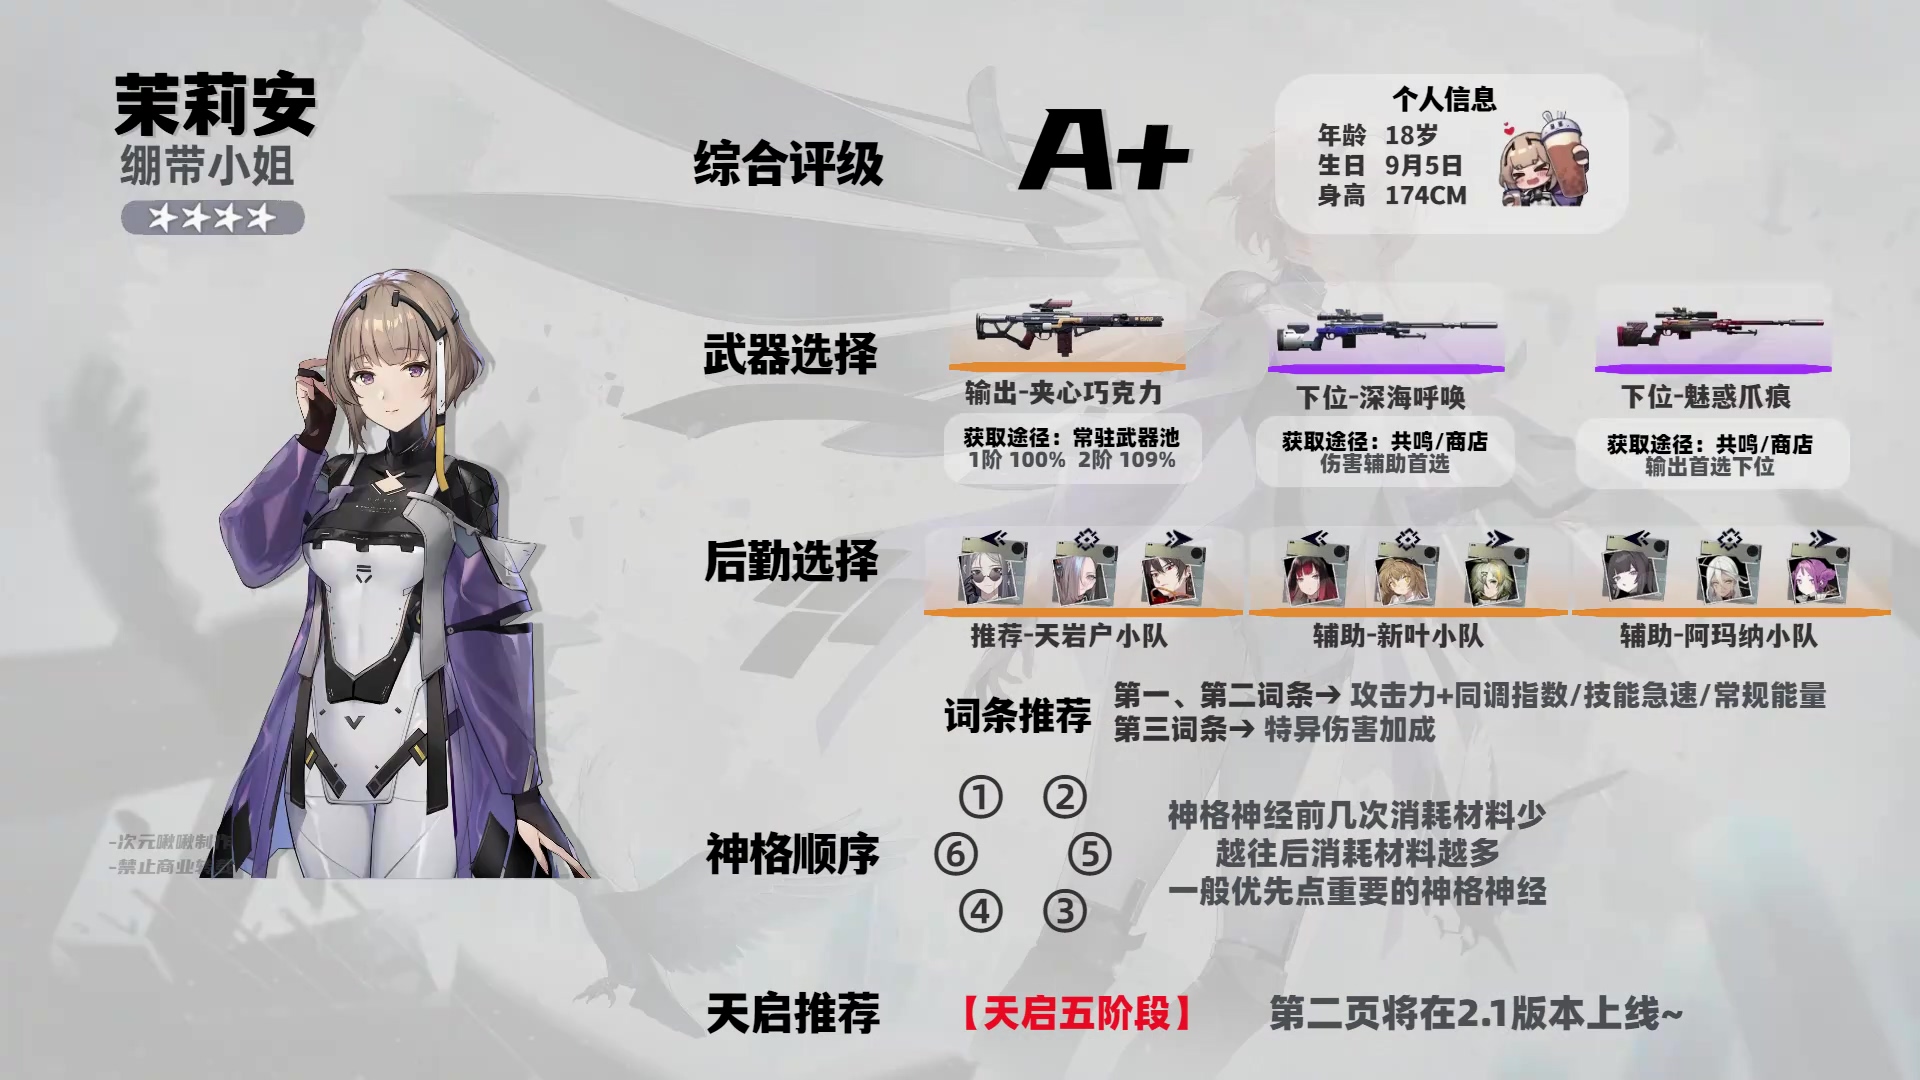 茉莉安
绷带小姐
综合评级
A+
个人信息
年龄 18岁
生日 9月5日
身高 174CM
武器选择
输出-夹心巧克力
获取途径：常驻武器池
1阶 100% 2阶 109%
下位-深海呼唤
获取途径：共鸣/商店
伤害辅助首选
下位-魅惑爪痕
获取途径：共鸣/商店
输出首选下位
后勤选择
推荐-天岩户小队
辅助-新叶小队
辅助-阿玛纳小队
词条推荐
第一、第二词条→ 攻击力+同调指数/技能急速/常规能量
第三词条→ 特异伤害加成
神格顺序
① ②
⑥ ⑤
④ ③
神格神经前几次消耗材料少
越往后消耗材料越多
一般优先点重要的神格神经
天启推荐
【天启五阶段】
第二页将在2.1版本上线~
-次元啾啾制作
-禁止商业